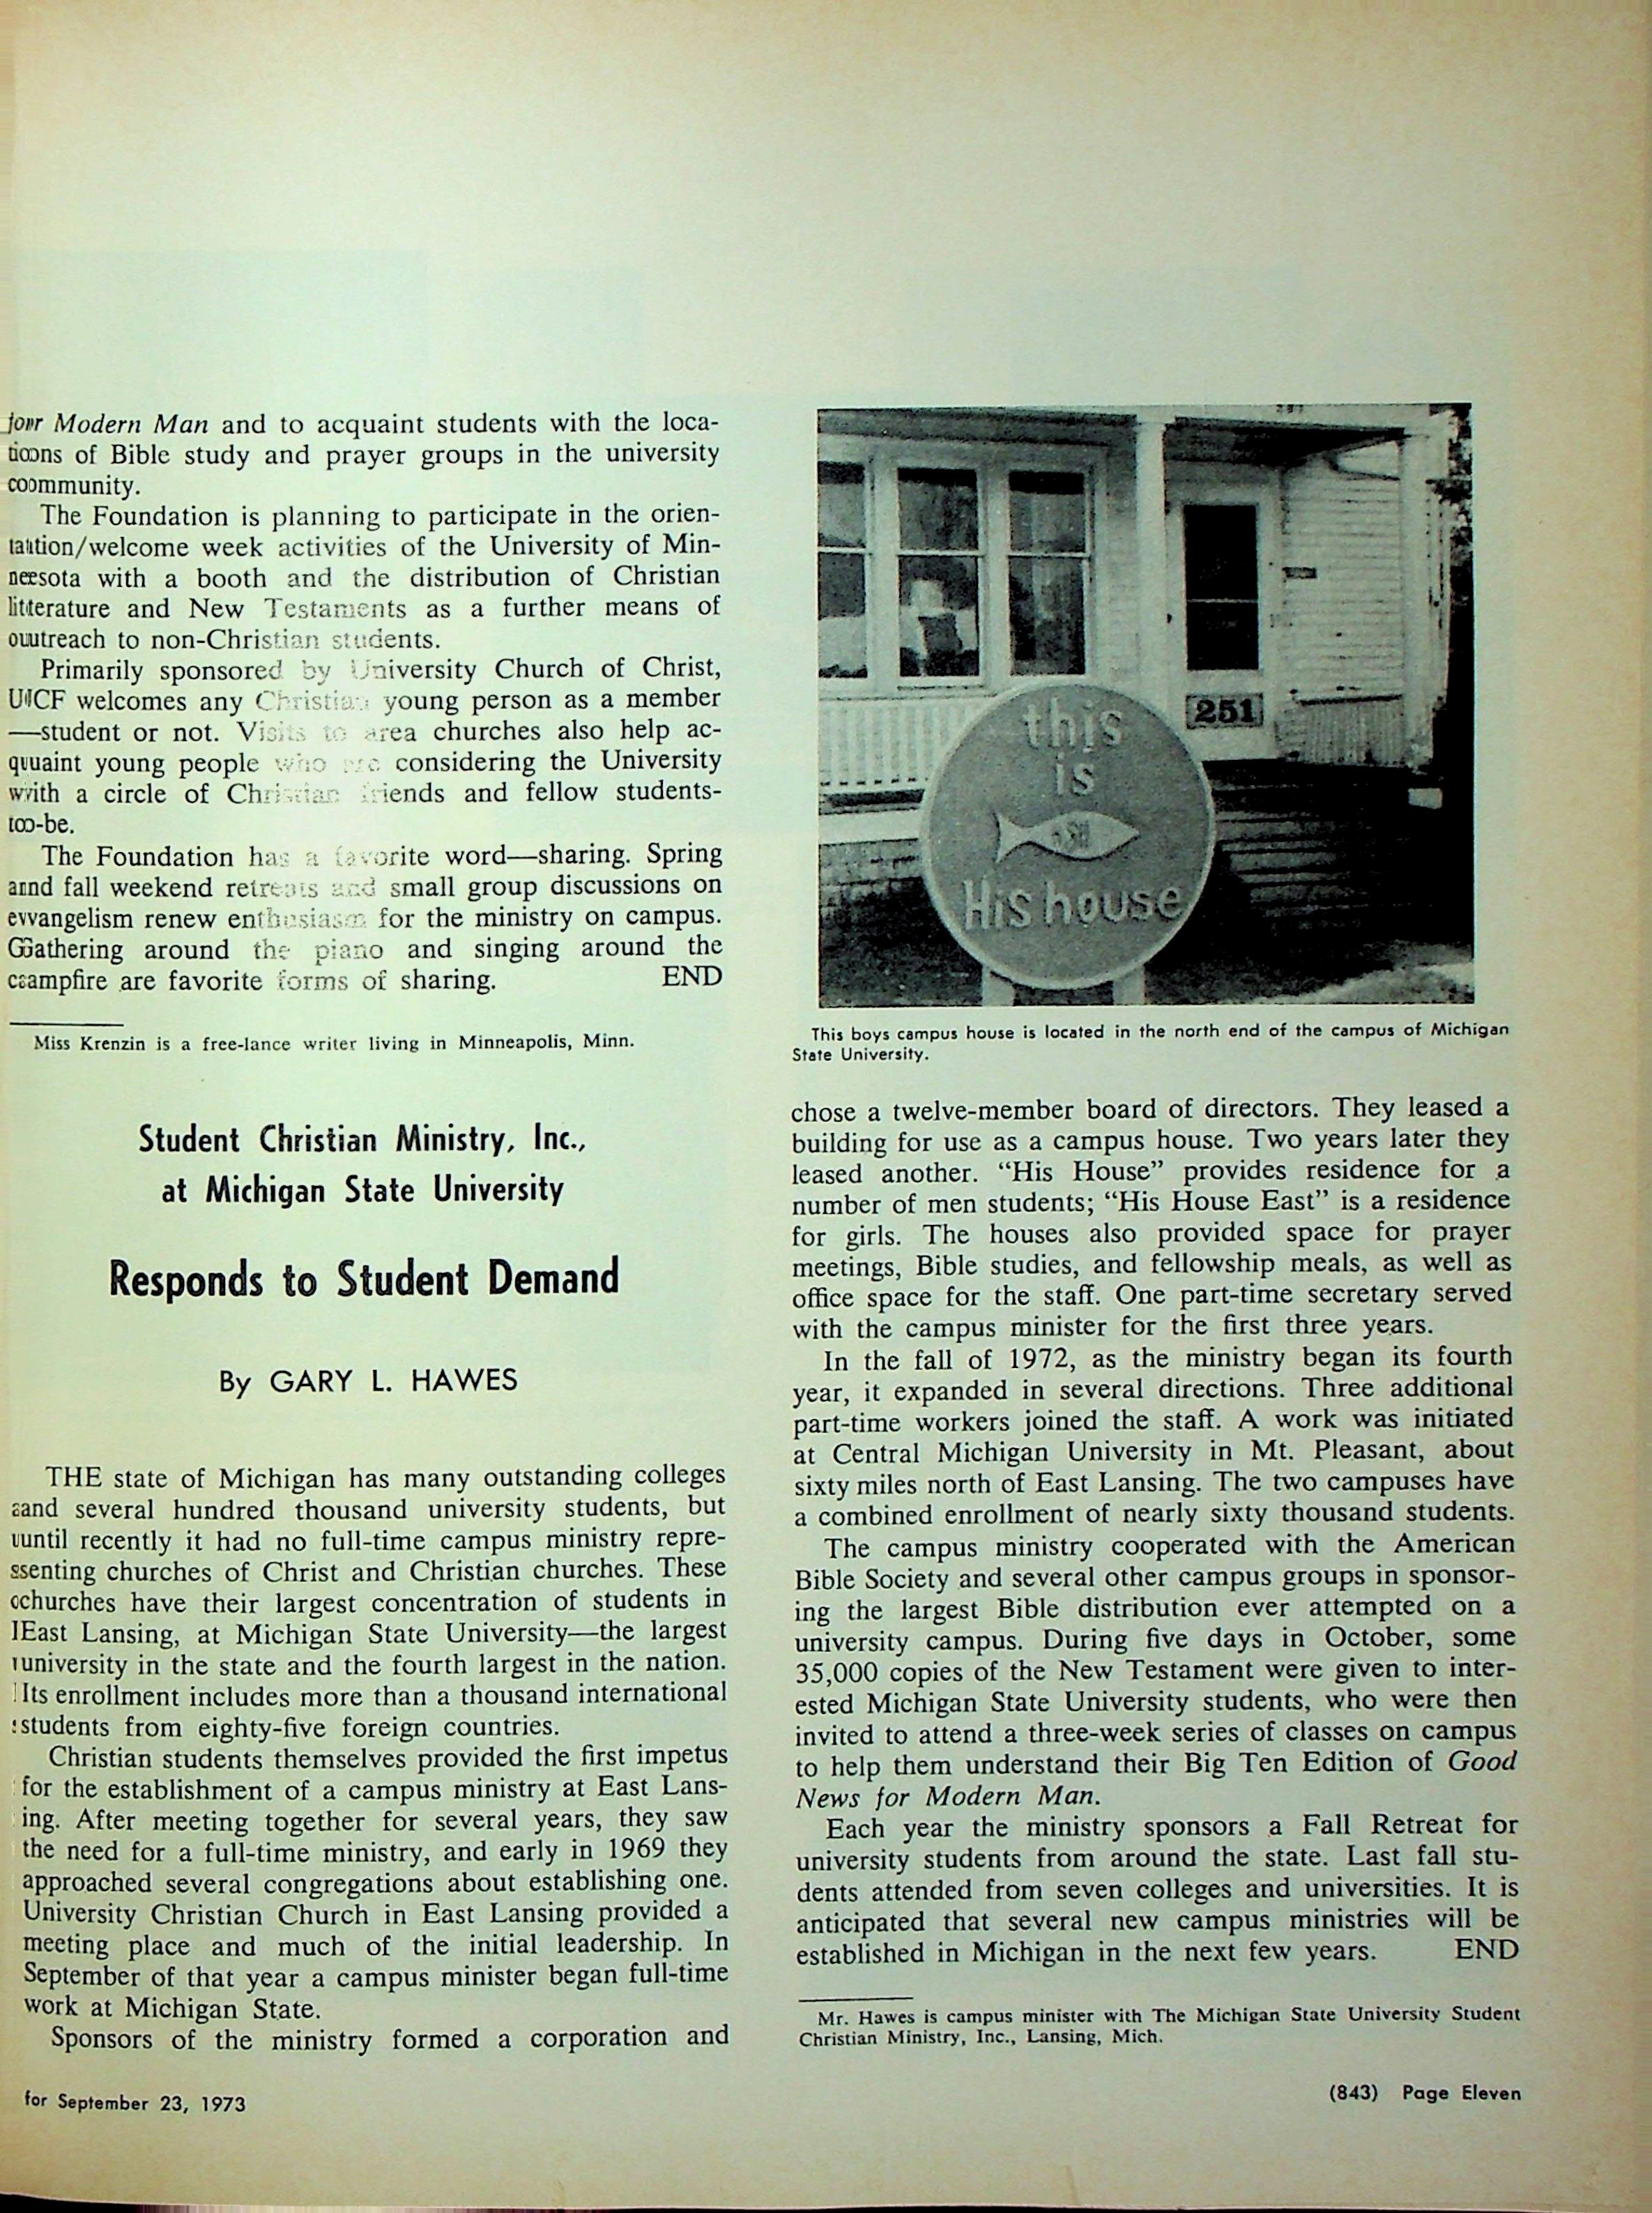 for Modern Man and to acquaint students with the loca-
tions of Bible study and prayer groups in the university
community.
The Foundation is planning to participate in the orien-
tation/welcome week activities of the University of Min-
nesota with a booth and the distribution of Christian
literature and New Testaments as a further means of
outreach to non-Christian students.
Primarily sponsored by University Church of Christ,
UCF welcomes any Christian young person as a member
—student or not. Visits to area churches also help ac-
quaint young people who are considering the University
with a circle of Christian friends and fellow students-
to-be.
The Foundation has a favorite word—sharing. Spring
and fall weekend retreats and small group discussions on
evangelism renew enthusiasm for the ministry on campus.
Gathering around the piano and singing around the
campfire are favorite forms of sharing. END
Miss Krenzin is a free-lance writer living in Minneapolis, Minn.
Student Christian Ministry, Inc.,
at Michigan State University
Responds to Student Demand
By GARY L. HAWES
THE state of Michigan has many outstanding colleges
and several hundred thousand university students, but
until recently it had no full-time campus ministry repre-
senting churches of Christ and Christian churches. These
churches have their largest concentration of students in
East Lansing, at Michigan State University—the largest
university in the state and the fourth largest in the nation.
Its enrollment includes more than a thousand international
students from eighty-five foreign countries.
Christian students themselves provided the first impetus
for the establishment of a campus ministry at East Lans-
ing. After meeting together for several years, they saw
the need for a full-time ministry, and early in 1969 they
approached several congregations about establishing one.
University Christian Church in East Lansing provided a
meeting place and much of the initial leadership. In
September of that year a campus minister began full-time
work at Michigan State.
Sponsors of the ministry formed a corporation and
251
this
is
His house
This boys campus house is located in the north end of the campus of Michigan
State University.
chose a twelve-member board of directors. They leased a
building for use as a campus house. Two years later they
leased another. “His House” provides residence for a
number of men students; “His House East” is a residence
for girls. The houses also provided space for prayer
meetings, Bible studies, and fellowship meals, as well as
office space for the staff. One part-time secretary served
with the campus minister for the first three years.
In the fall of 1972, as the ministry began its fourth
year, it expanded in several directions. Three additional
part-time workers joined the staff. A work was initiated
at Central Michigan University in Mt. Pleasant, about
sixty miles north of East Lansing. The two campuses have
a combined enrollment of nearly sixty thousand students.
The campus ministry cooperated with the American
Bible Society and several other campus groups in sponsor-
ing the largest Bible distribution ever attempted on a
university campus. During five days in October, some
35,000 copies of the New Testament were given to inter-
ested Michigan State University students, who were then
invited to attend a three-week series of classes on campus
to help them understand their Big Ten Edition of Good
News for Modern Man.
Each year the ministry sponsors a Fall Retreat for
university students from around the state. Last fall stu-
dents attended from seven colleges and universities. It is
anticipated that several new campus ministries will be
established in Michigan in the next few years. END
Mr. Hawes is campus minister with The Michigan State University Student
Christian Ministry, Inc., Lansing, Mich.
for September 23, 1973
(843) Page Eleven